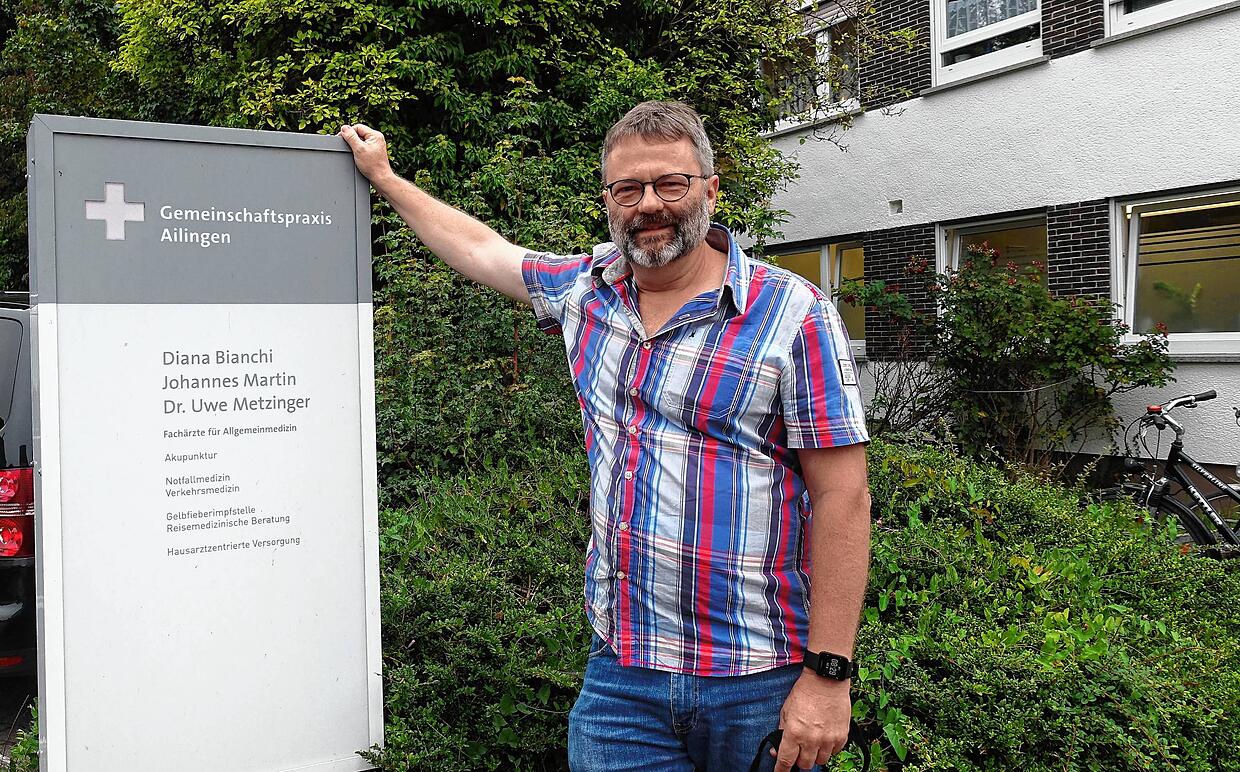 Gemeinschaftspraxis
Ailingen
Diana Bianchi
Johannes Martin
Dr. Uwe Metzinger
Fachärzte für Allgemeinmedizin
Akupunktur
Notfallmedizin
Verkehrsmedizin
Gelbfieberimpfstelle
Reisemedizinische Beratung
Hausarztzentrierte Versorgung